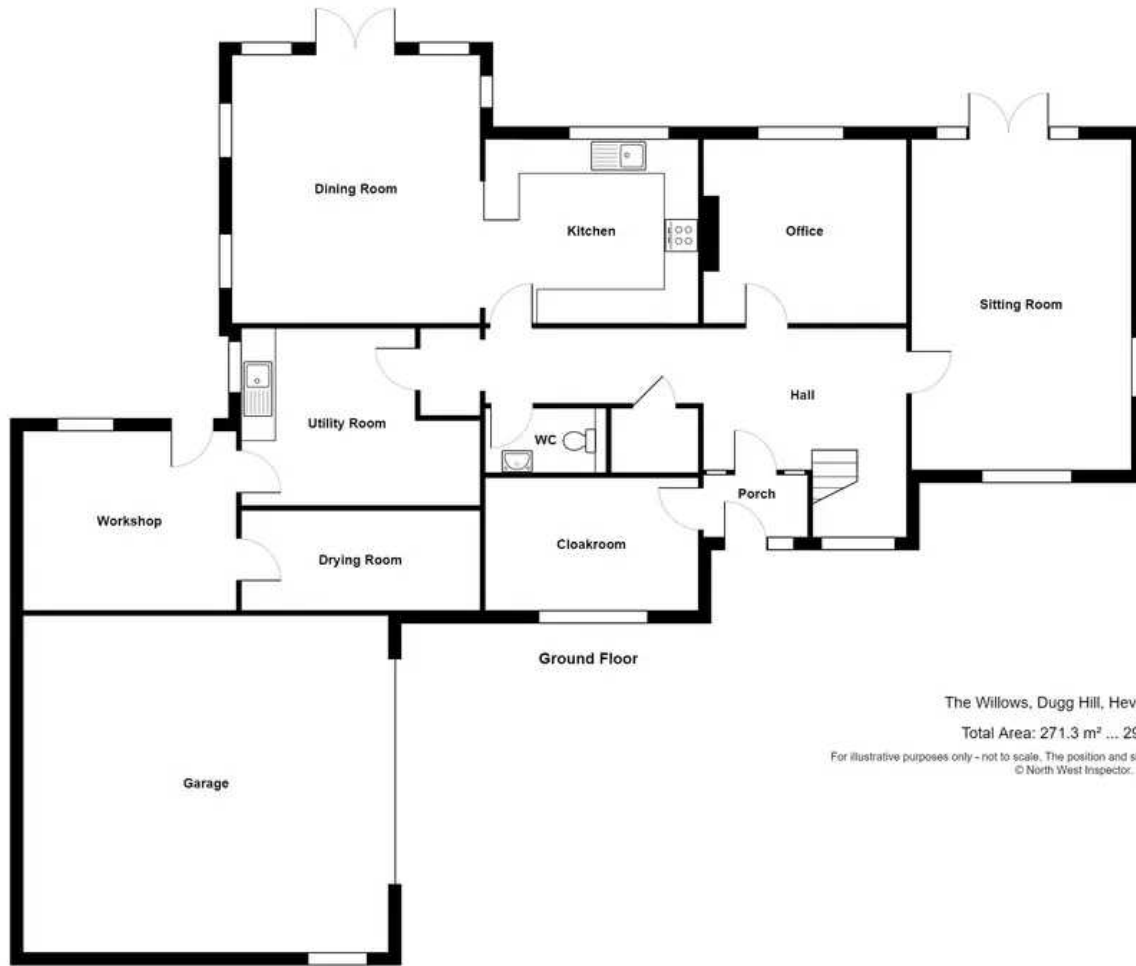 Dining Room
Kitchen
Office
Sitting Room
Hall
Utility Room
WC
Porch
Workshop
Cloakroom
Drying Room
Ground Floor
Garage
The Willows, Dugg Hill, Hev
Total Area: 271.3 m² ... 29
For illustrative purposes only - not to scale. The position and s
© North West Inspector.